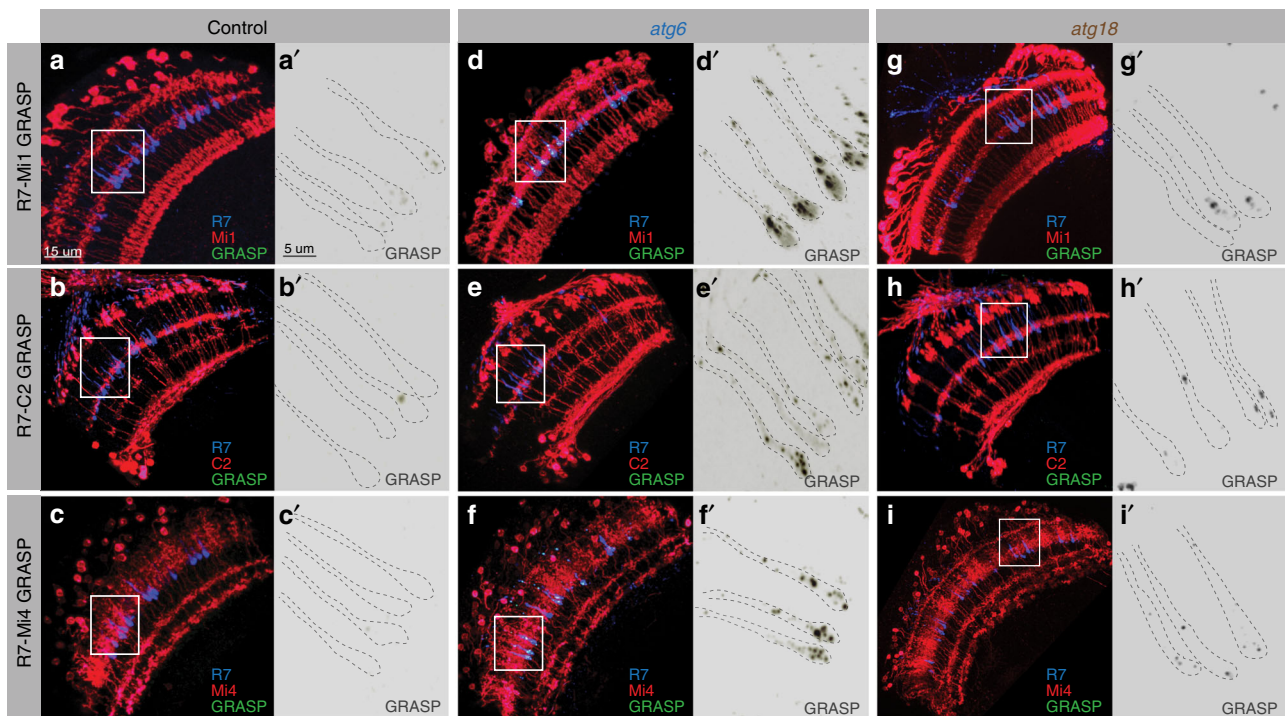 Control
atg6
atg18
R7-Mi1 GRASP
a
R7
Mi1
GRASP
15 um
a′
5 um
GRASP
d
R7
Mi1
GRASP
d′
GRASP
g
R7
Mi1
GRASP
g′
GRASP
R7-C2 GRASP
b
R7
C2
GRASP
b′
GRASP
e
R7
C2
GRASP
e′
GRASP
h
R7
C2
GRASP
h′
GRASP
R7-Mi4 GRASP
c
R7
Mi4
GRASP
c′
GRASP
f
R7
Mi4
GRASP
f′
GRASP
i
R7
Mi4
GRASP
i′
GRASP